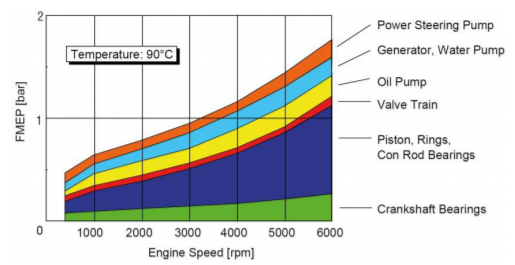 2
Power Steering Pump
Temperature: 90°C
Generator, Water Pump
Oil Pump
FMEP [bar]
1
Valve Train
Piston, Rings,
Con Rod Bearings
Crankshaft Bearings
0 1000 2000 3000 4000 5000 6000
Engine Speed [rpm]